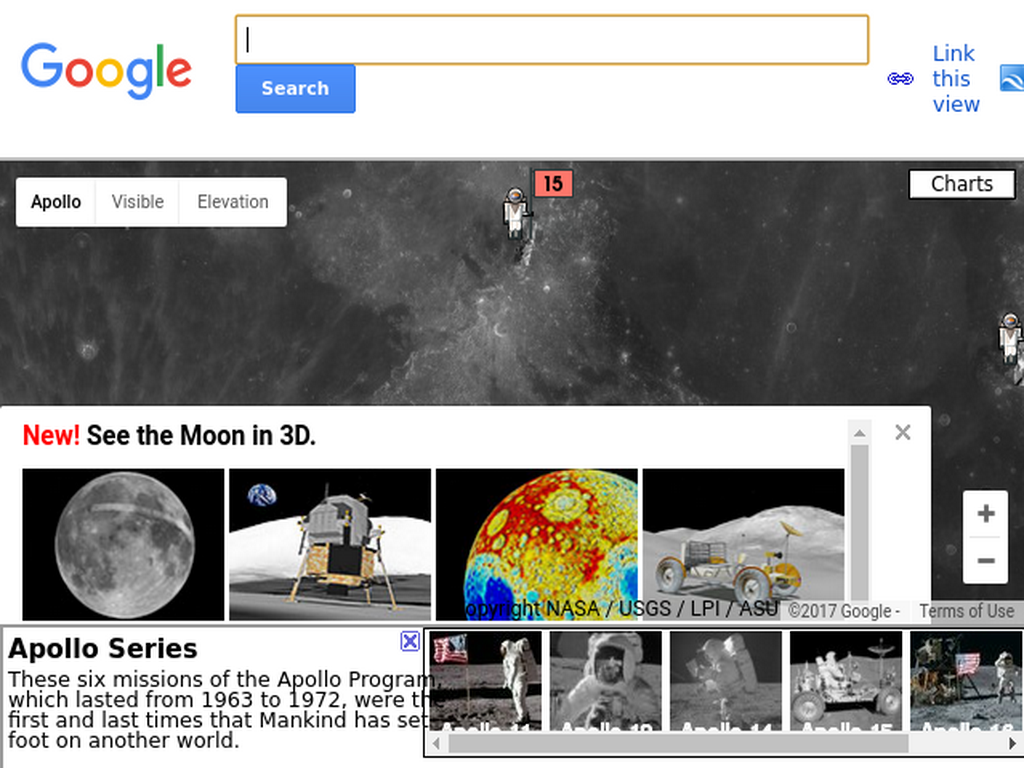 Google
Search
Link
this
view
Apollo Visible Elevation
15
Charts
New! See the Moon in 3D.
+
−
opyright NASA / USGS / LPI / ASU ©2017 Google - Terms of Use
Apollo Series
These six missions of the Apollo Program,
which lasted from 1963 to 1972, were the
first and last times that Mankind has set
foot on another world.
Apollo 11 Apollo 12 Apollo 14 Apollo 15 Apollo 16